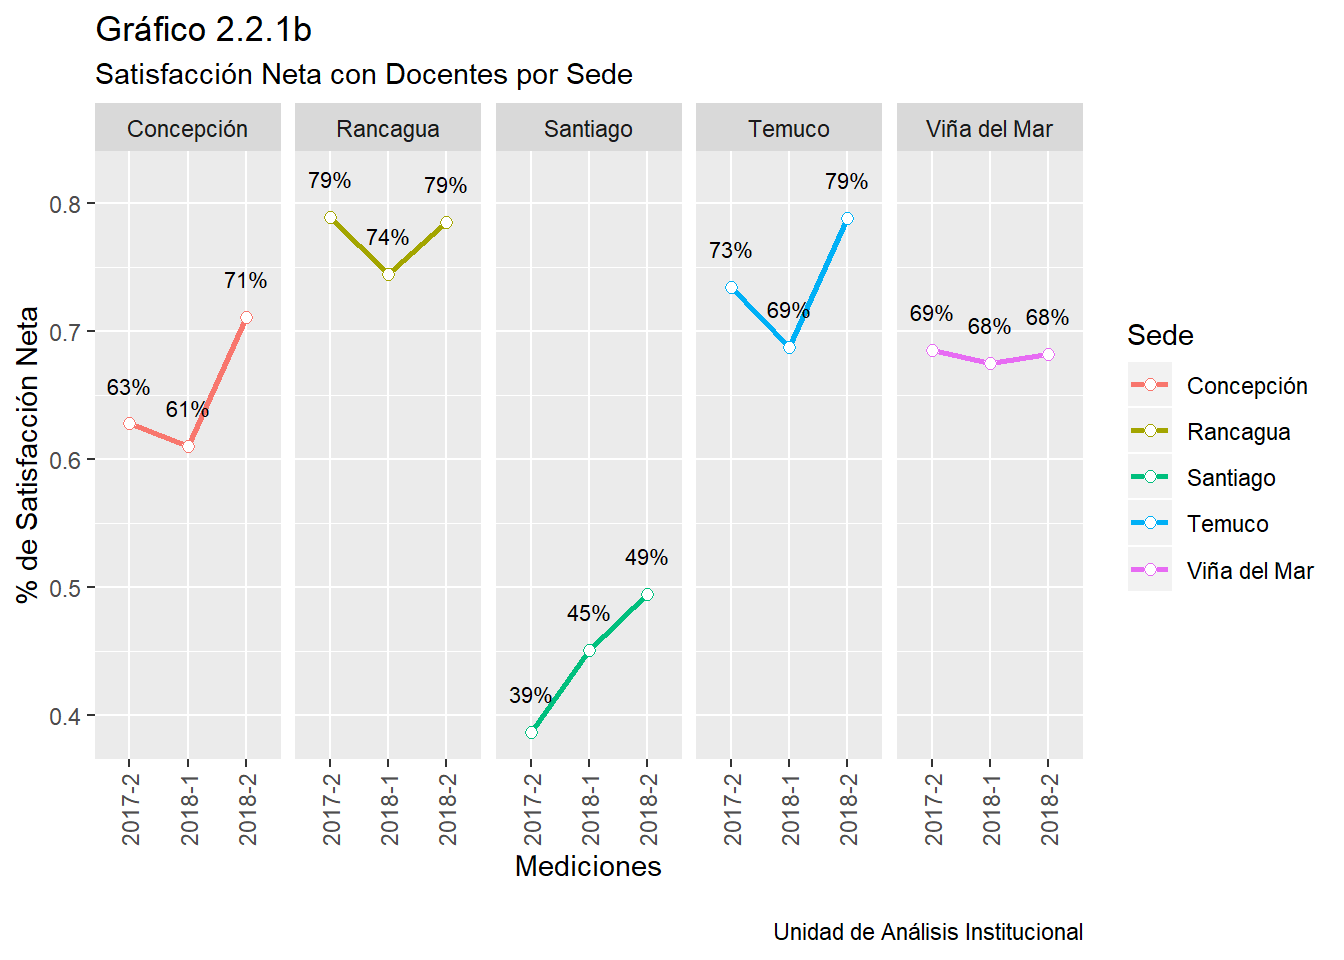 Gráfico 2.2.1b
Satisfacción Neta con Docentes por Sede
Concepción Rancagua Santiago Temuco Viña del Mar
% de Satisfacción Neta
0.8
0.7
0.6
0.5
0.4
63% 61% 71%
79% 74% 79%
39% 45% 49%
73% 69% 79%
69% 68% 68%
2017-2 2018-1 2018-2 2017-2 2018-1 2018-2 2017-2 2018-1 2018-2 2017-2 2018-1 2018-2 2017-2 2018-1 2018-2
Mediciones
Sede
Concepción
Rancagua
Santiago
Temuco
Viña del Mar
Unidad de Análisis Institucional